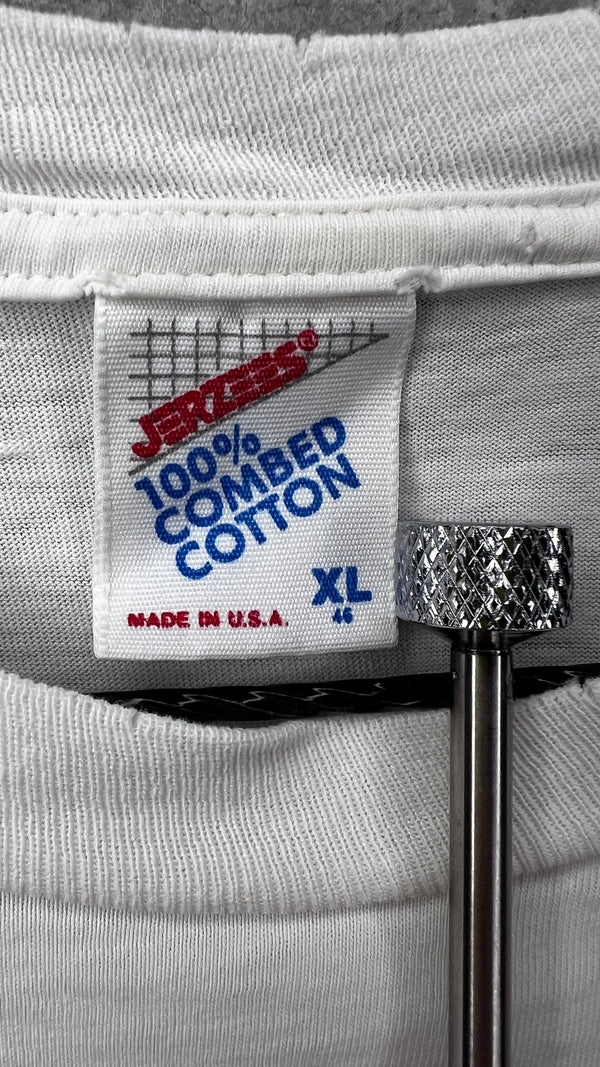 JERZEES®
100%
COMBED
COTTON
XL
46
MADE IN U.S.A.